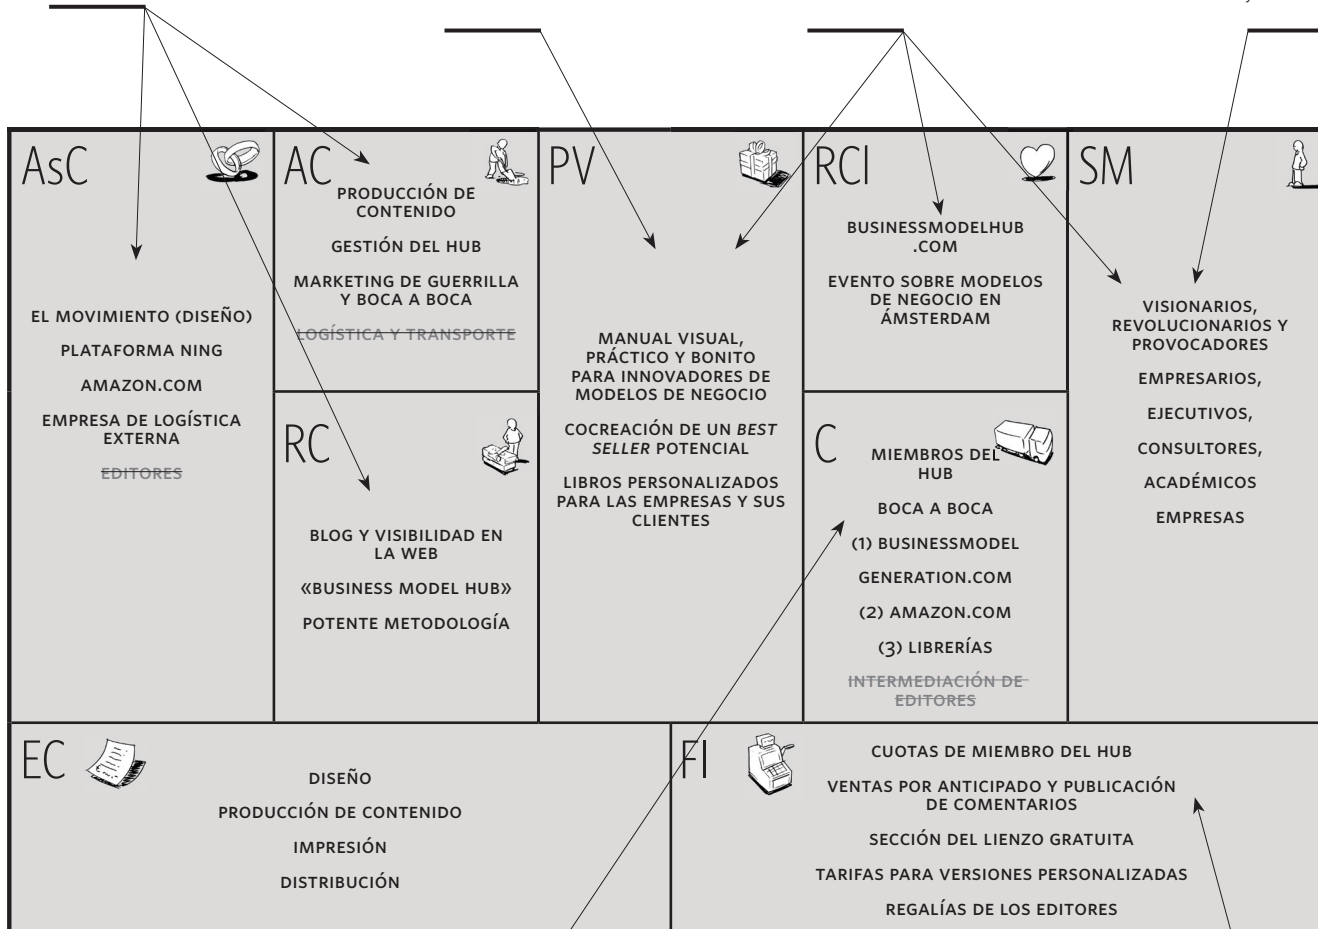 AsC
EL MOVIMIENTO (DISEÑO)
PLATAFORMA NING
AMAZON.COM
EMPRESA DE LOGÍSTICA
EXTERNA
EDITORES
AC
PRODUCCIÓN DE
CONTENIDO
GESTIÓN DEL HUB
MARKETING DE GUERRILLA
Y BOCA A BOCA
LOGÍSTICA Y TRANSPORTE
RC
BLOG Y VISIBILIDAD EN
LA WEB
«BUSINESS MODEL HUB»
POTENTE METODOLOGÍA
PV
MANUAL VISUAL,
PRÁCTICO Y BONITO
PARA INNOVADORES DE
MODELOS DE NEGOCIO
COCREACIÓN DE UN BEST
SELLER POTENCIAL
LIBROS PERSONALIZADOS
PARA LAS EMPRESAS Y SUS
CLIENTES
RCl
BUSINESSMODELHUB
.COM
EVENTO SOBRE MODELOS
DE NEGOCIO EN
ÁMSTERDAM
C
MIEMBROS DEL
HUB
BOCA A BOCA
(1) BUSINESSMODEL
GENERATION.COM
(2) AMAZON.COM
(3) LIBRERÍAS
INTERMEDIACIÓN DE
EDITORES
SM
VISIONARIOS,
REVOLUCIONARIOS Y
PROVOCADORES
EMPRESARIOS,
EJECUTIVOS,
CONSULTORES,
ACADÉMICOS
EMPRESAS
EC
DISEÑO
PRODUCCIÓN DE CONTENIDO
IMPRESIÓN
DISTRIBUCIÓN
FI
CUOTAS DE MIEMBRO DEL HUB
VENTAS POR ANTICIPADO Y PUBLICACIÓN
DE COMENTARIOS
SECCIÓN DEL LIENZO GRATUITA
TARIFAS PARA VERSIONES PERSONALIZADAS
REGALÍAS DE LOS EDITORES